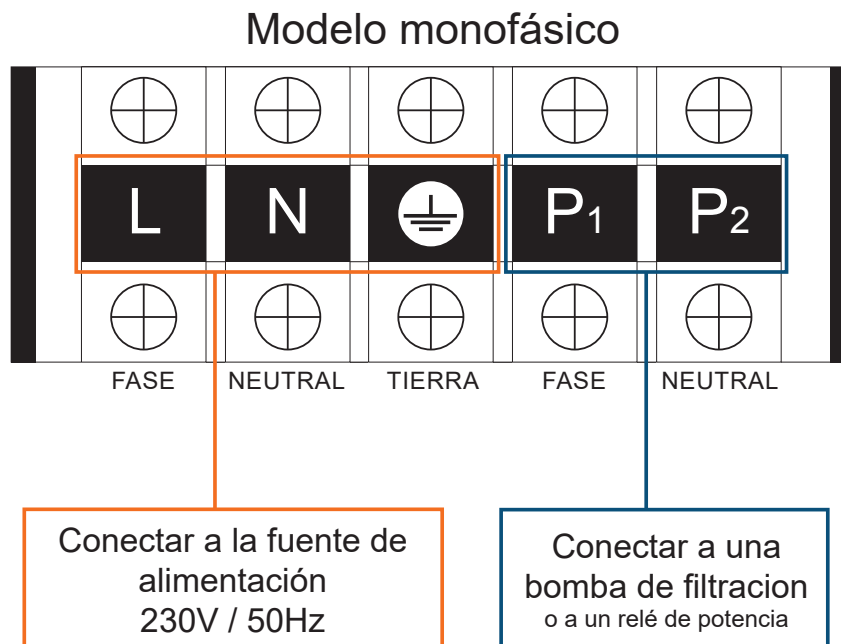 Modelo monofásico
L N P1 P2
FASE NEUTRAL TIERRA FASE NEUTRAL
Conectar a la fuente de
alimentación
230V / 50Hz
Conectar a una
bomba de filtracion
o a un relé de potencia